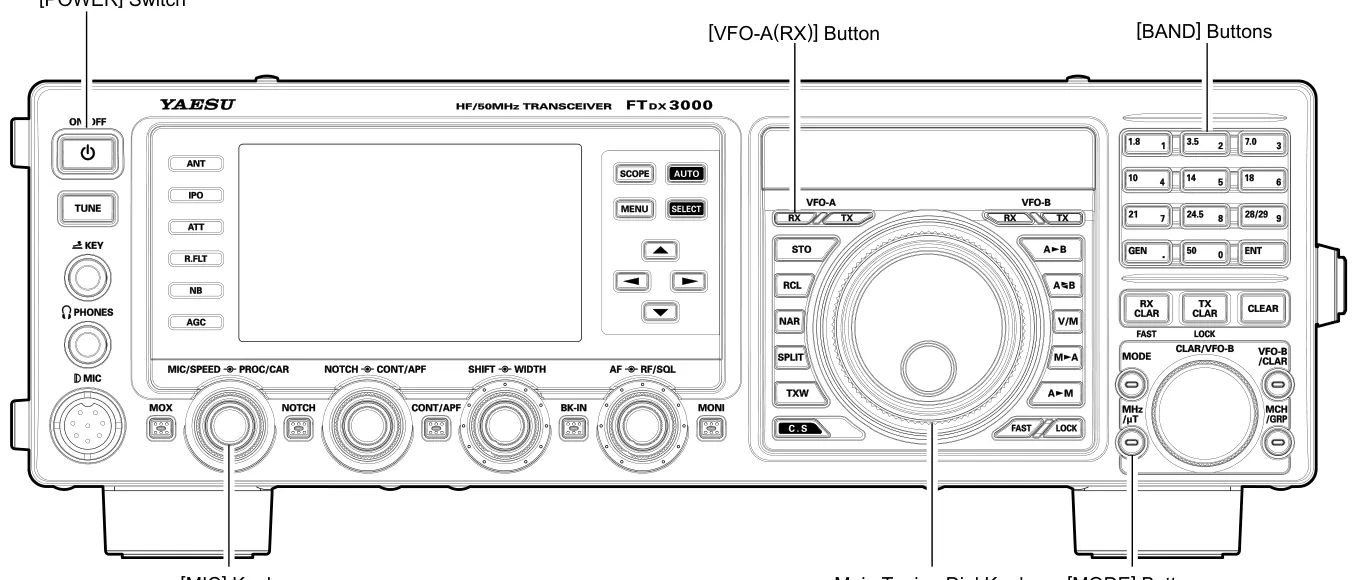 [POWER] Switch
[VFO-A(RX)] Button
[BAND] Buttons
YAESU
HF/50MHz TRANSCEIVER FTDX3000
ON OFF
TUNE
KEY
PHONES
MIC
ANT
IPO
ATT
R.FLT
NB
AGC
SCOPE AUTO
MENU SELECT
VFO-A VFO-B
RX TX RX TX
STO A►B
RCL A⇆B
NAR V/M
SPLIT M►A
TXW A►M
C.S FAST LOCK
1.8 1 3.5 2 7.0 3
10 4 14 5 18 6
21 7 24.5 8 28/29 9
GEN . 50 0 ENT
RX CLAR TX CLAR CLEAR
FAST LOCK
MODE CLAR/VFO-B VFO-B
/CLAR
MHz MCH
/µT /GRP
MIC/SPEED PROC/CAR NOTCH CONT/APF SHIFT WIDTH AF RF/SQL
MOX NOTCH CONT/APF BK-IN MONI
[MIC] Knob
Main Tuning Dial Knob [MODE] Button